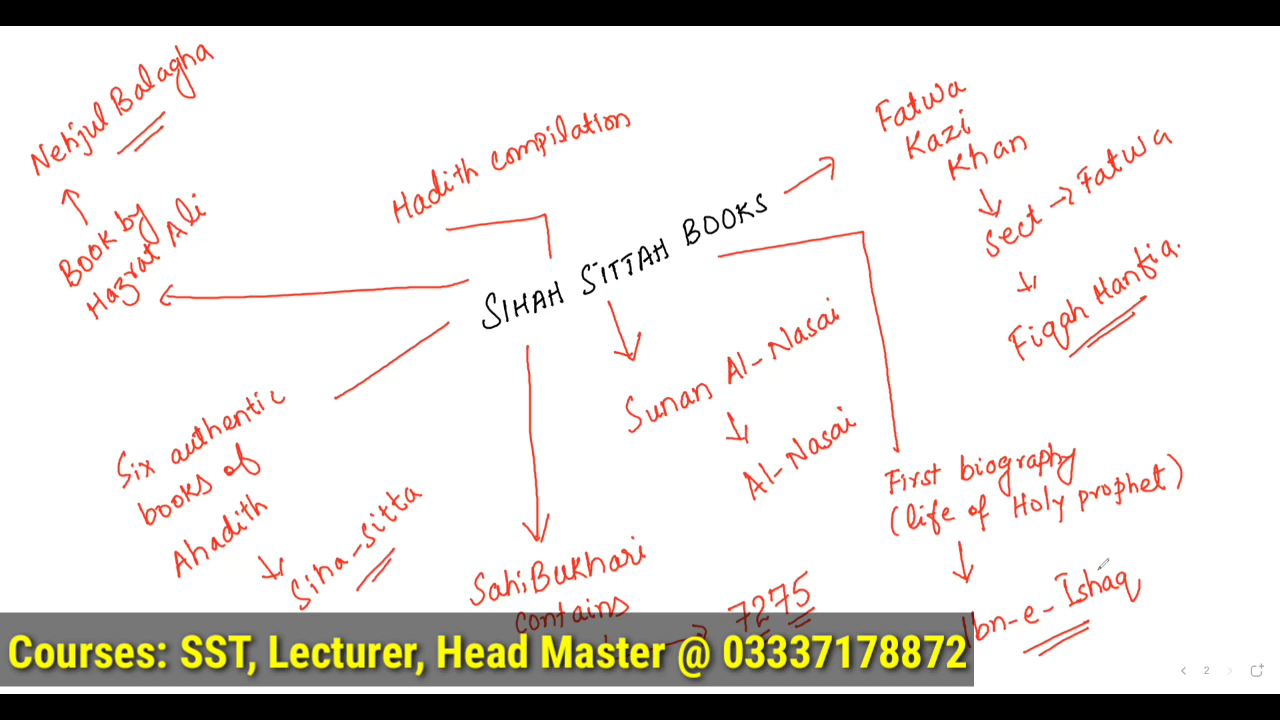 Nehjul Balagha
Book by
Hazrat Ali
Hadith compilation
SIHAH SITTAH BOOKS
Fatwa
Kazi
Khan
Sect → Fatwa
Fiqah Hanfia.
Six authentic
books of
Ahadith
Siha-Sitta
Sahi Bukhari
contains
→ 7275
Sunan Al-Nasai
Al-Nasai
First biography
(life of Holy prophet)
Ibn-e-Ishaq
Courses: SST, Lecturer, Head Master @ 03337178872
2